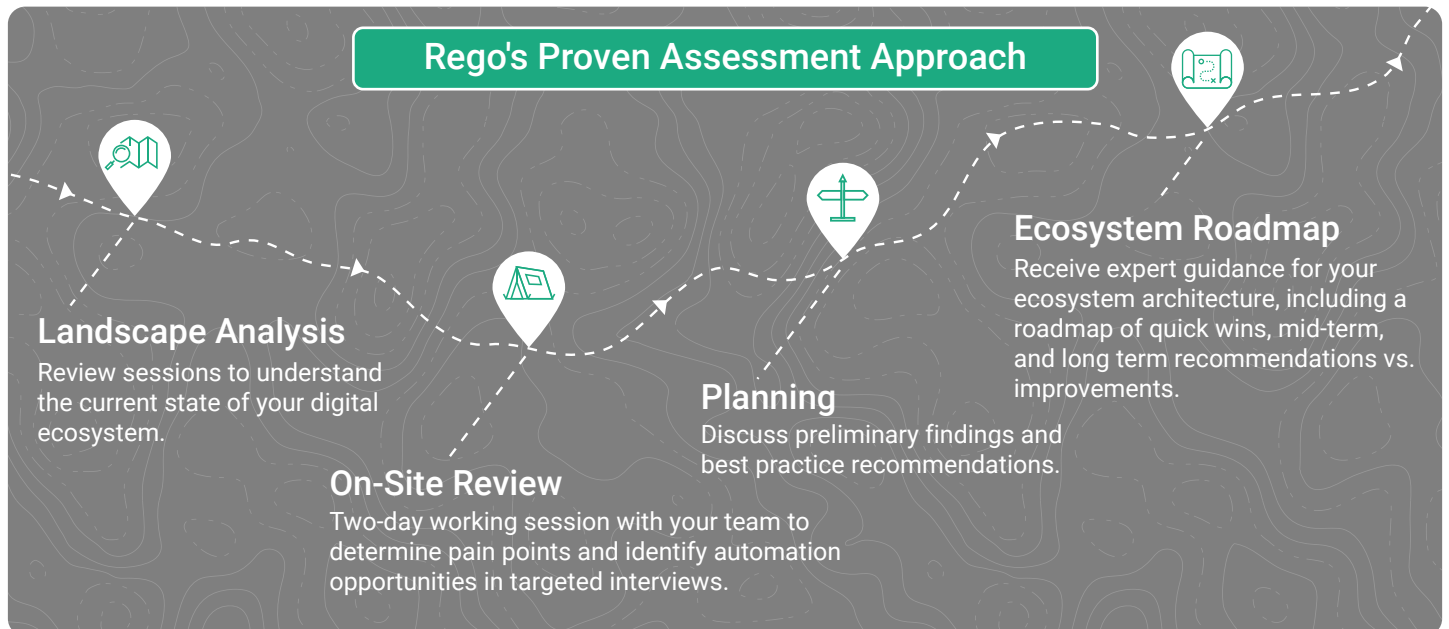 Rego's Proven Assessment Approach
Landscape Analysis
Review sessions to understand
the current state of your digital
ecosystem.
On-Site Review
Two-day working session with your team to
determine pain points and identify automation
opportunities in targeted interviews.
Planning
Discuss preliminary findings and
best practice recommendations.
Ecosystem Roadmap
Receive expert guidance for your
ecosystem architecture, including a
roadmap of quick wins, mid-term,
and long term recommendations vs.
improvements.